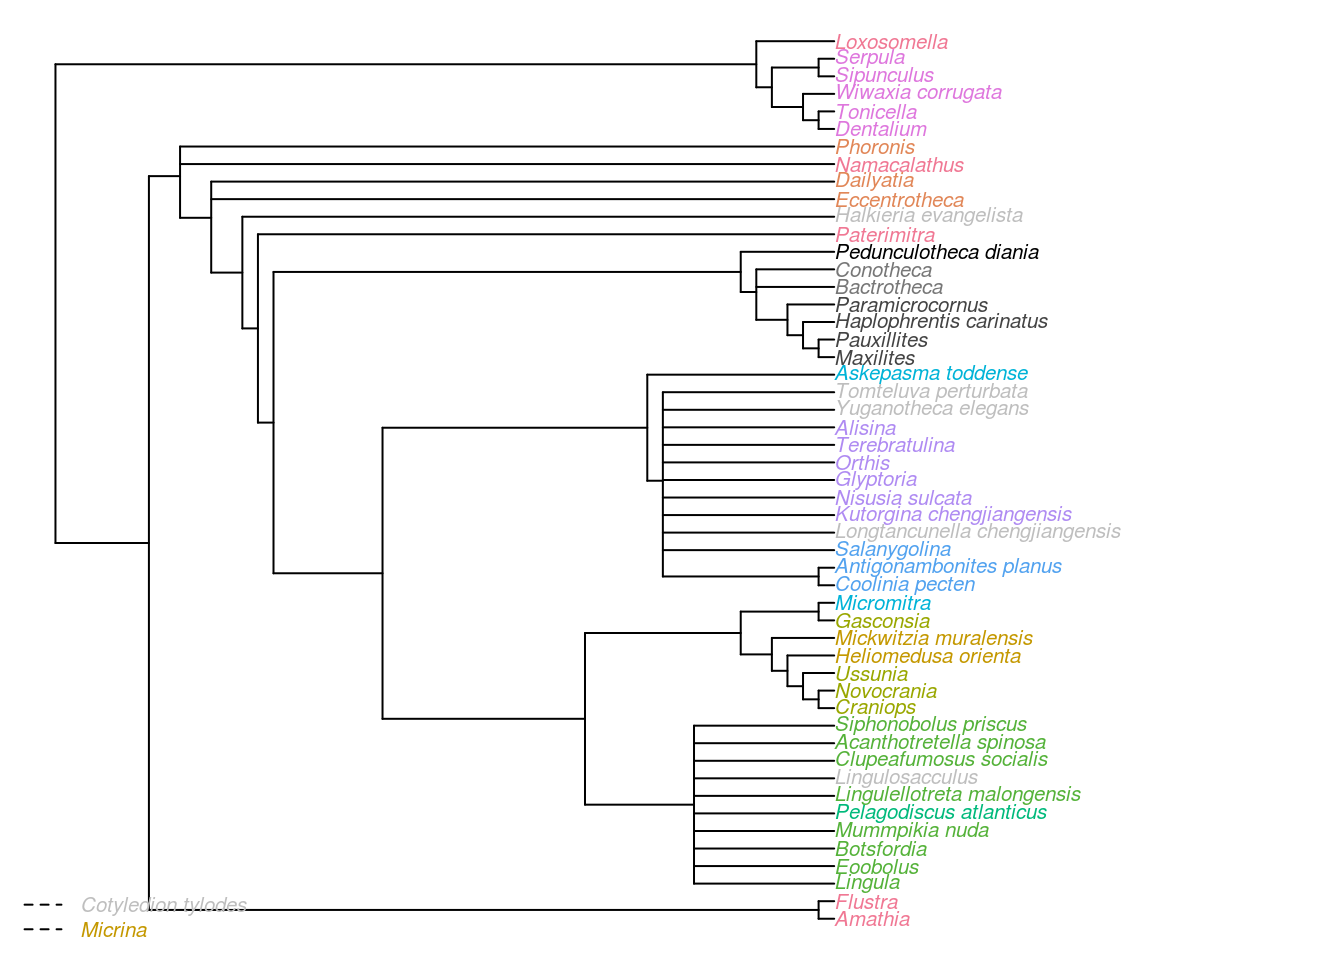 Loxosomella
Serpula
Sipunculus
Wiwaxia corrugata
Tonicella
Dentalium
Phoronis
Namacalathus
Dailyatia
Eccentrotheca
Halkieria evangelista
Paterimitra
Pedunculotheca diania
Conotheca
Bactrotheca
Paramicrocornus
Haplophrentis carinatus
Pauxillites
Maxilites
Askepasma toddense
Tomteluva perturbata
Yuganotheca elegans
Alisina
Terebratulina
Orthis
Glyptoria
Nisusia sulcata
Kutorgina chengjiangensis
Longtancunella chengjiangensis
Salanygolina
Antigonambonites planus
Coolinia pecten
Micromitra
Gasconsia
Mickwitzia muralensis
Heliomedusa orienta
Ussunia
Novocrania
Craniops
Siphonobolus priscus
Acanthotretella spinosa
Clupeafumosus socialis
Lingulosacculus
Lingulellotreta malongensis
Pelagodiscus atlanticus
Mummpikia nuda
Botsfordia
Eoobolus
Lingula
Flustra
Amathia
Cotyledion tylodes
Micrina